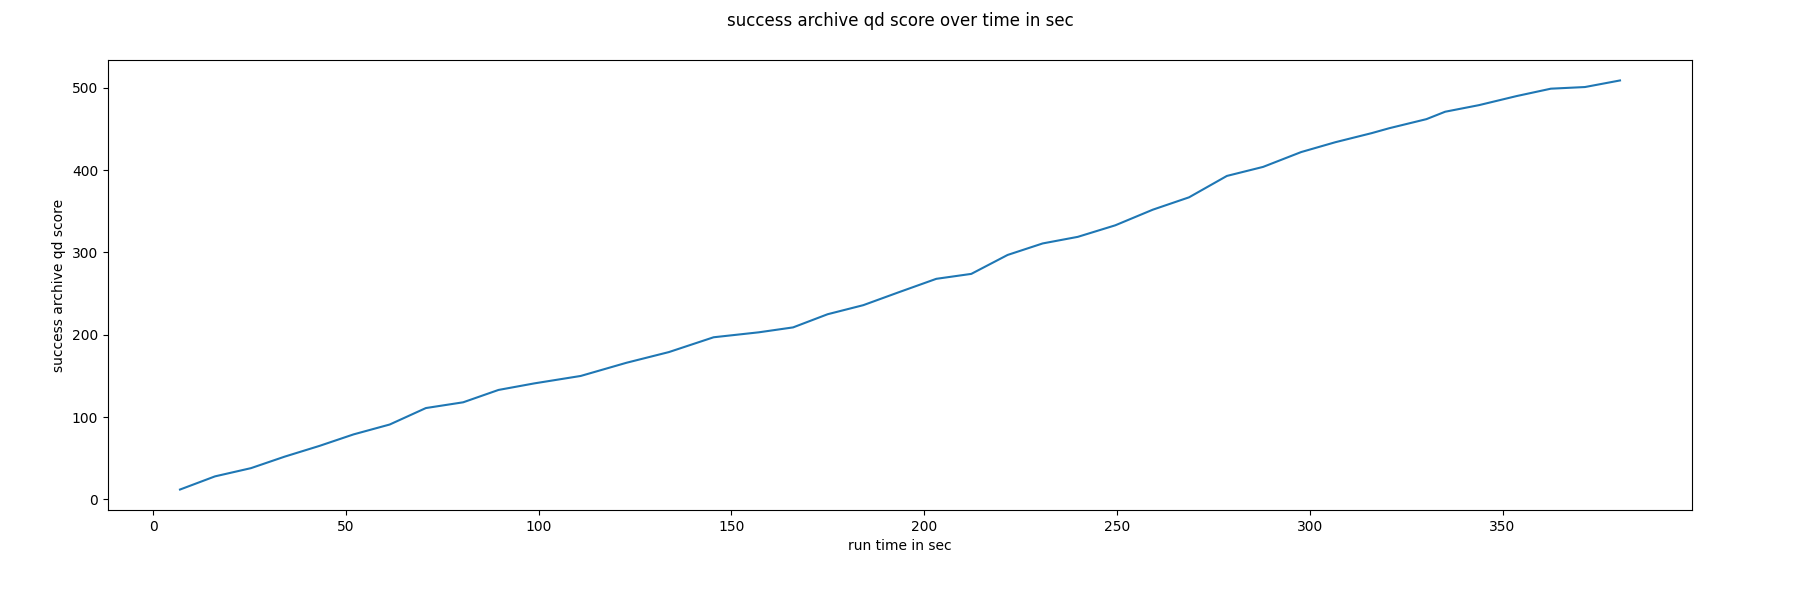 success archive qd score over time in sec
500
400
300
200
100
0
success archive qd score
0 50 100 150 200 250 300 350
run time in sec